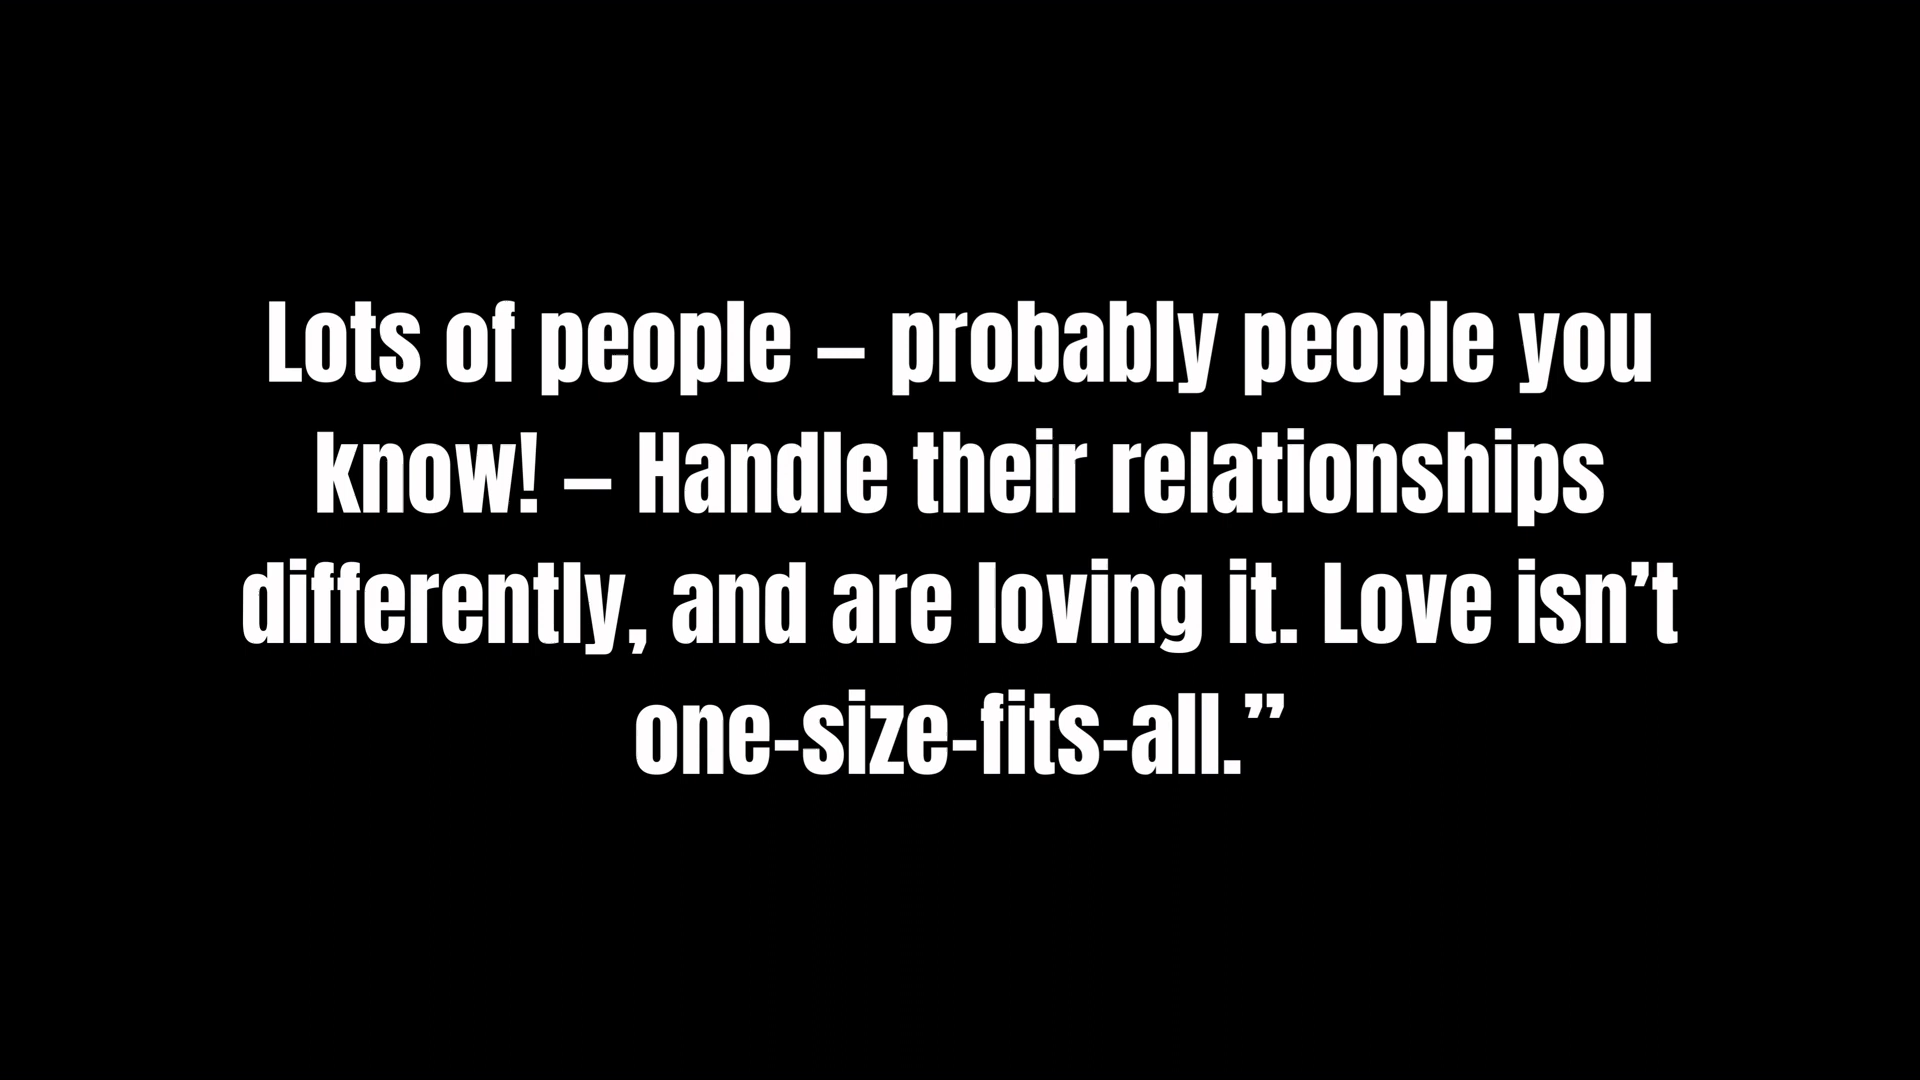 Lots of people – probably people you
know! – Handle their relationships
differently, and are loving it. Love isn’t
one-size-fits-all.”